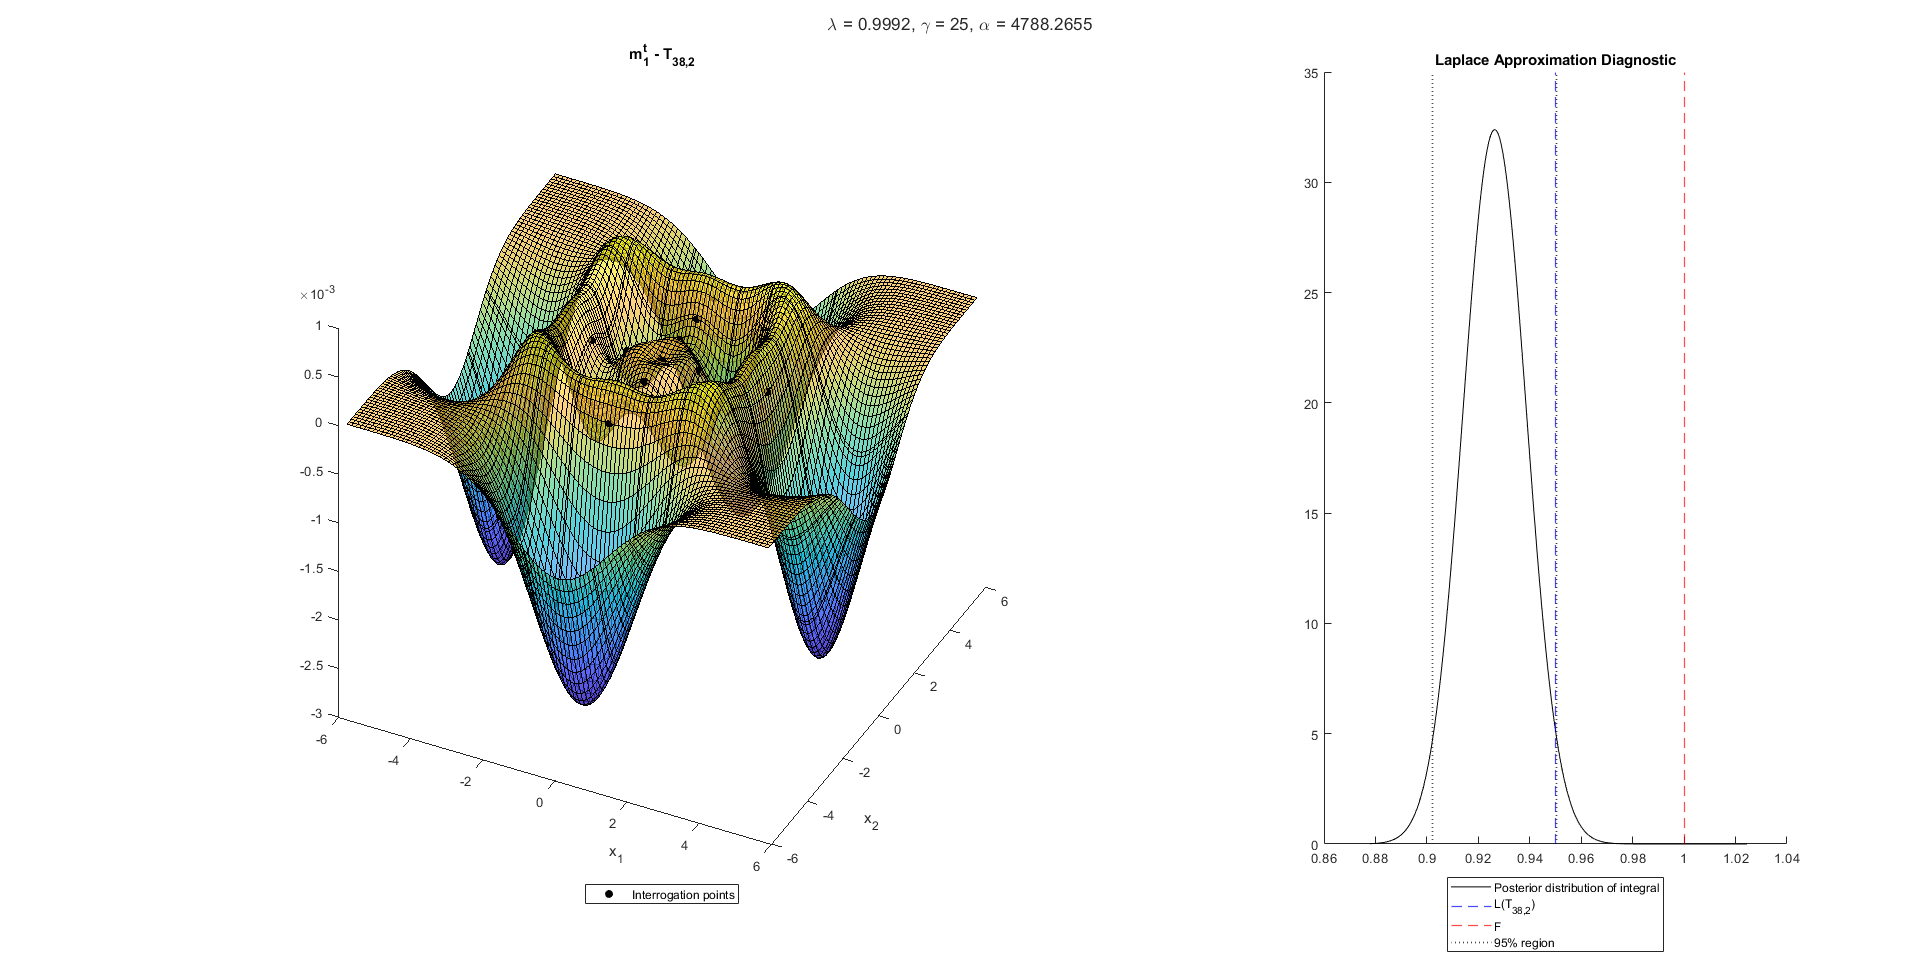 λ = 0.9992, γ = 25, α = 4788.2655
m₁ᵗ - T₃₈,₂
×10⁻³
1
0.5
0
-0.5
-1
-1.5
-2
-2.5
-3
-6
-4
-2
0
2
4
6
x₁
-6
-4
-2
0
2
4
6
x₂
Interrogation points
Laplace Approximation Diagnostic
35
30
25
20
15
10
5
0
0.86 0.88 0.9 0.92 0.94 0.96 0.98 1 1.02 1.04
Posterior distribution of integral
L(T₃₈,₂)
F
95% region